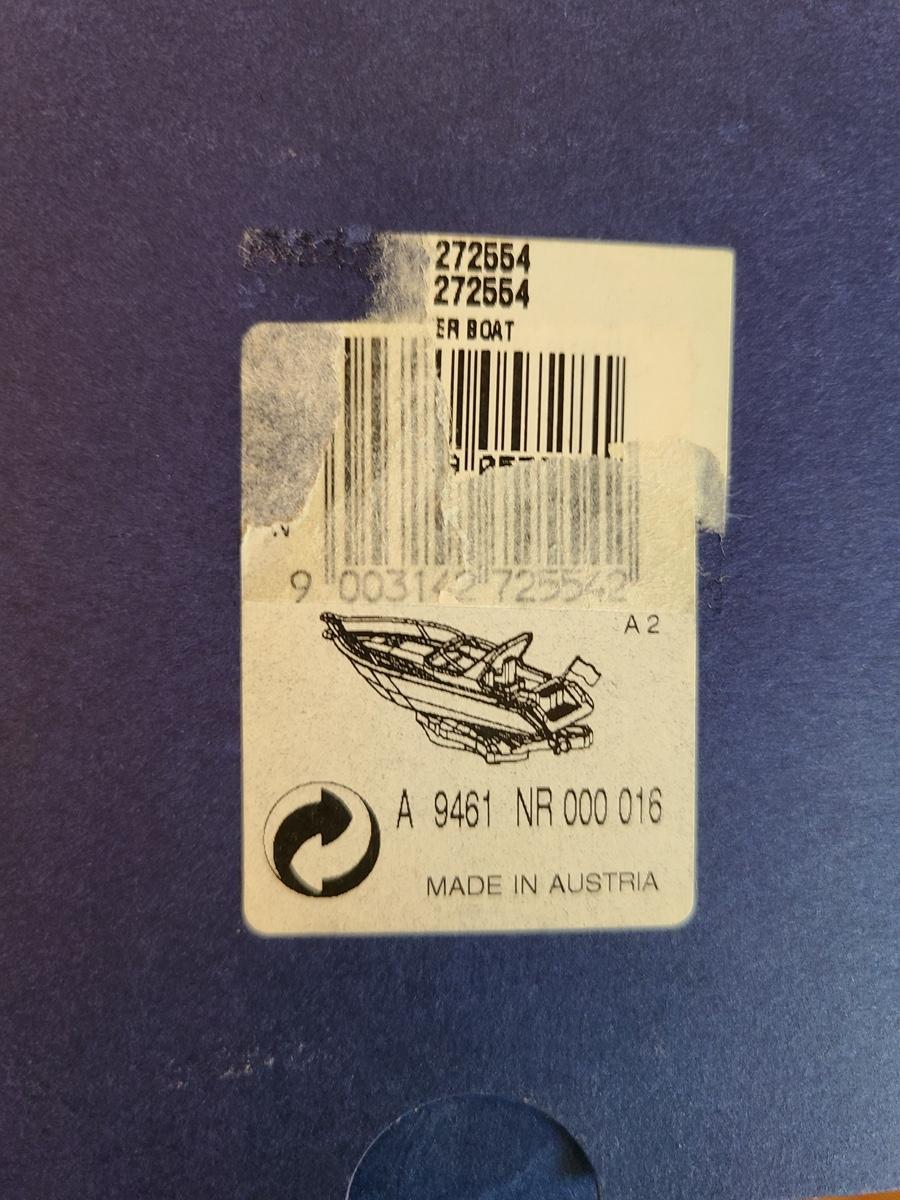 272554
272554
ER BOAT
9 003142 725542
A 2
A 9461 NR 000 016
MADE IN AUSTRIA